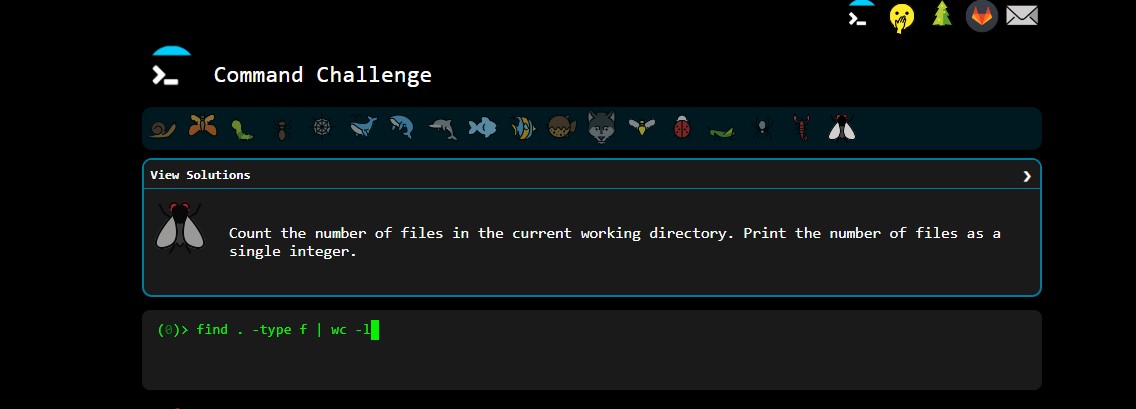 Command Challenge
View Solutions
Count the number of files in the current working directory. Print the number of files as a
single integer.
(0)> find . -type f | wc -l